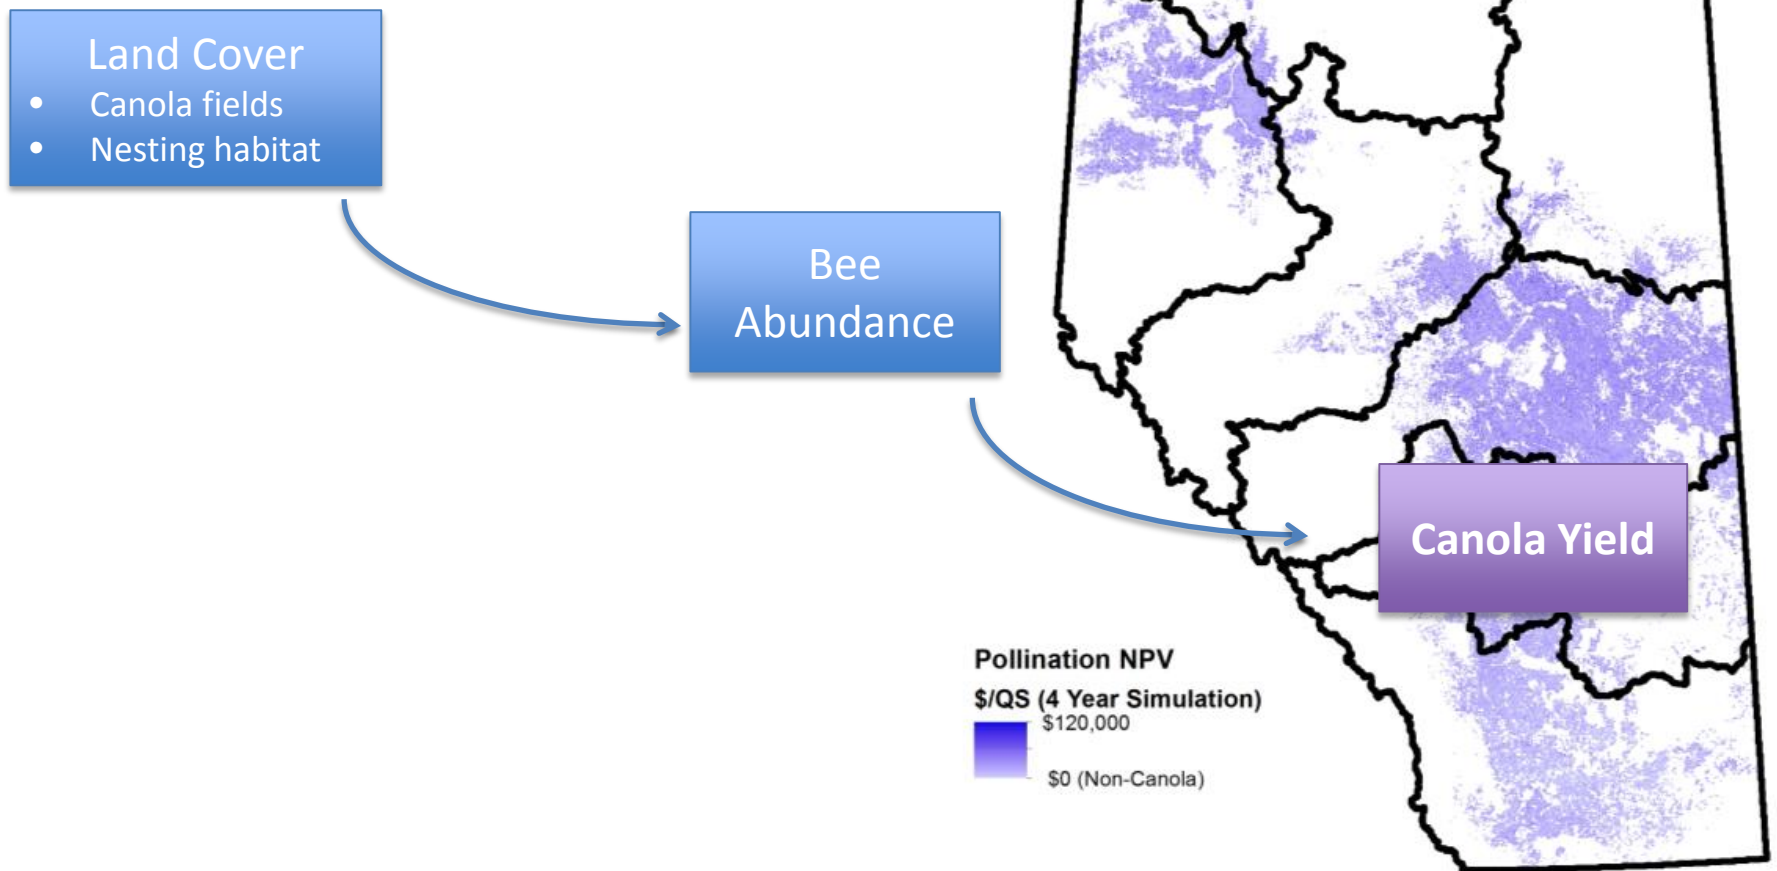 Land Cover
• Canola fields
• Nesting habitat
Bee
Abundance
Canola Yield
Pollination NPV
$/QS (4 Year Simulation)
$120,000
$0 (Non-Canola)